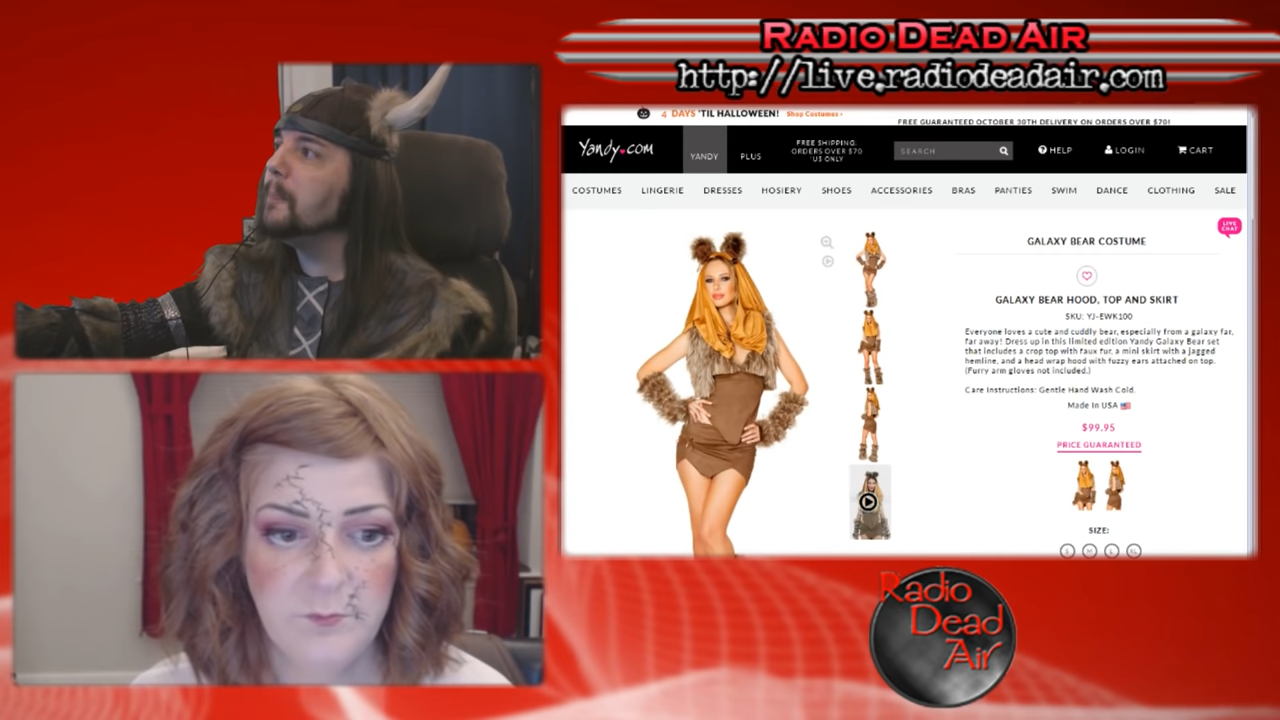 RADIO DEAD AIR
http://live.radiodeadair.com
4 DAYS 'TIL HALLOWEEN! Shop Costumes ›
FREE GUARANTEED OCTOBER 30TH DELIVERY ON ORDERS OVER $70!
Yandy.com
YANDY
PLUS
FREE SHIPPING:
ORDERS OVER $70
US ONLY
SEARCH
HELP
LOGIN
CART
COSTUMES LINGERIE DRESSES HOSIERY SHOES ACCESSORIES BRAS PANTIES SWIM DANCE CLOTHING SALE
LIVE
CHAT
GALAXY BEAR COSTUME
GALAXY BEAR HOOD, TOP AND SKIRT
SKU: YJ-EWK100
Everyone loves a cute and cuddly bear, especially from a galaxy far,
far away! Dress up in this limited edition Yandy Galaxy Bear set
that includes a crop top with faux fur, a mini skirt with a jagged
hemline, and a head wrap hood with fuzzy ears attached on top.
(Furry arm gloves not included.)
Care Instructions: Gentle Hand Wash Cold.
Made In USA
$99.95
PRICE GUARANTEED
SIZE:
S M L XL
Radio
Dead
Air